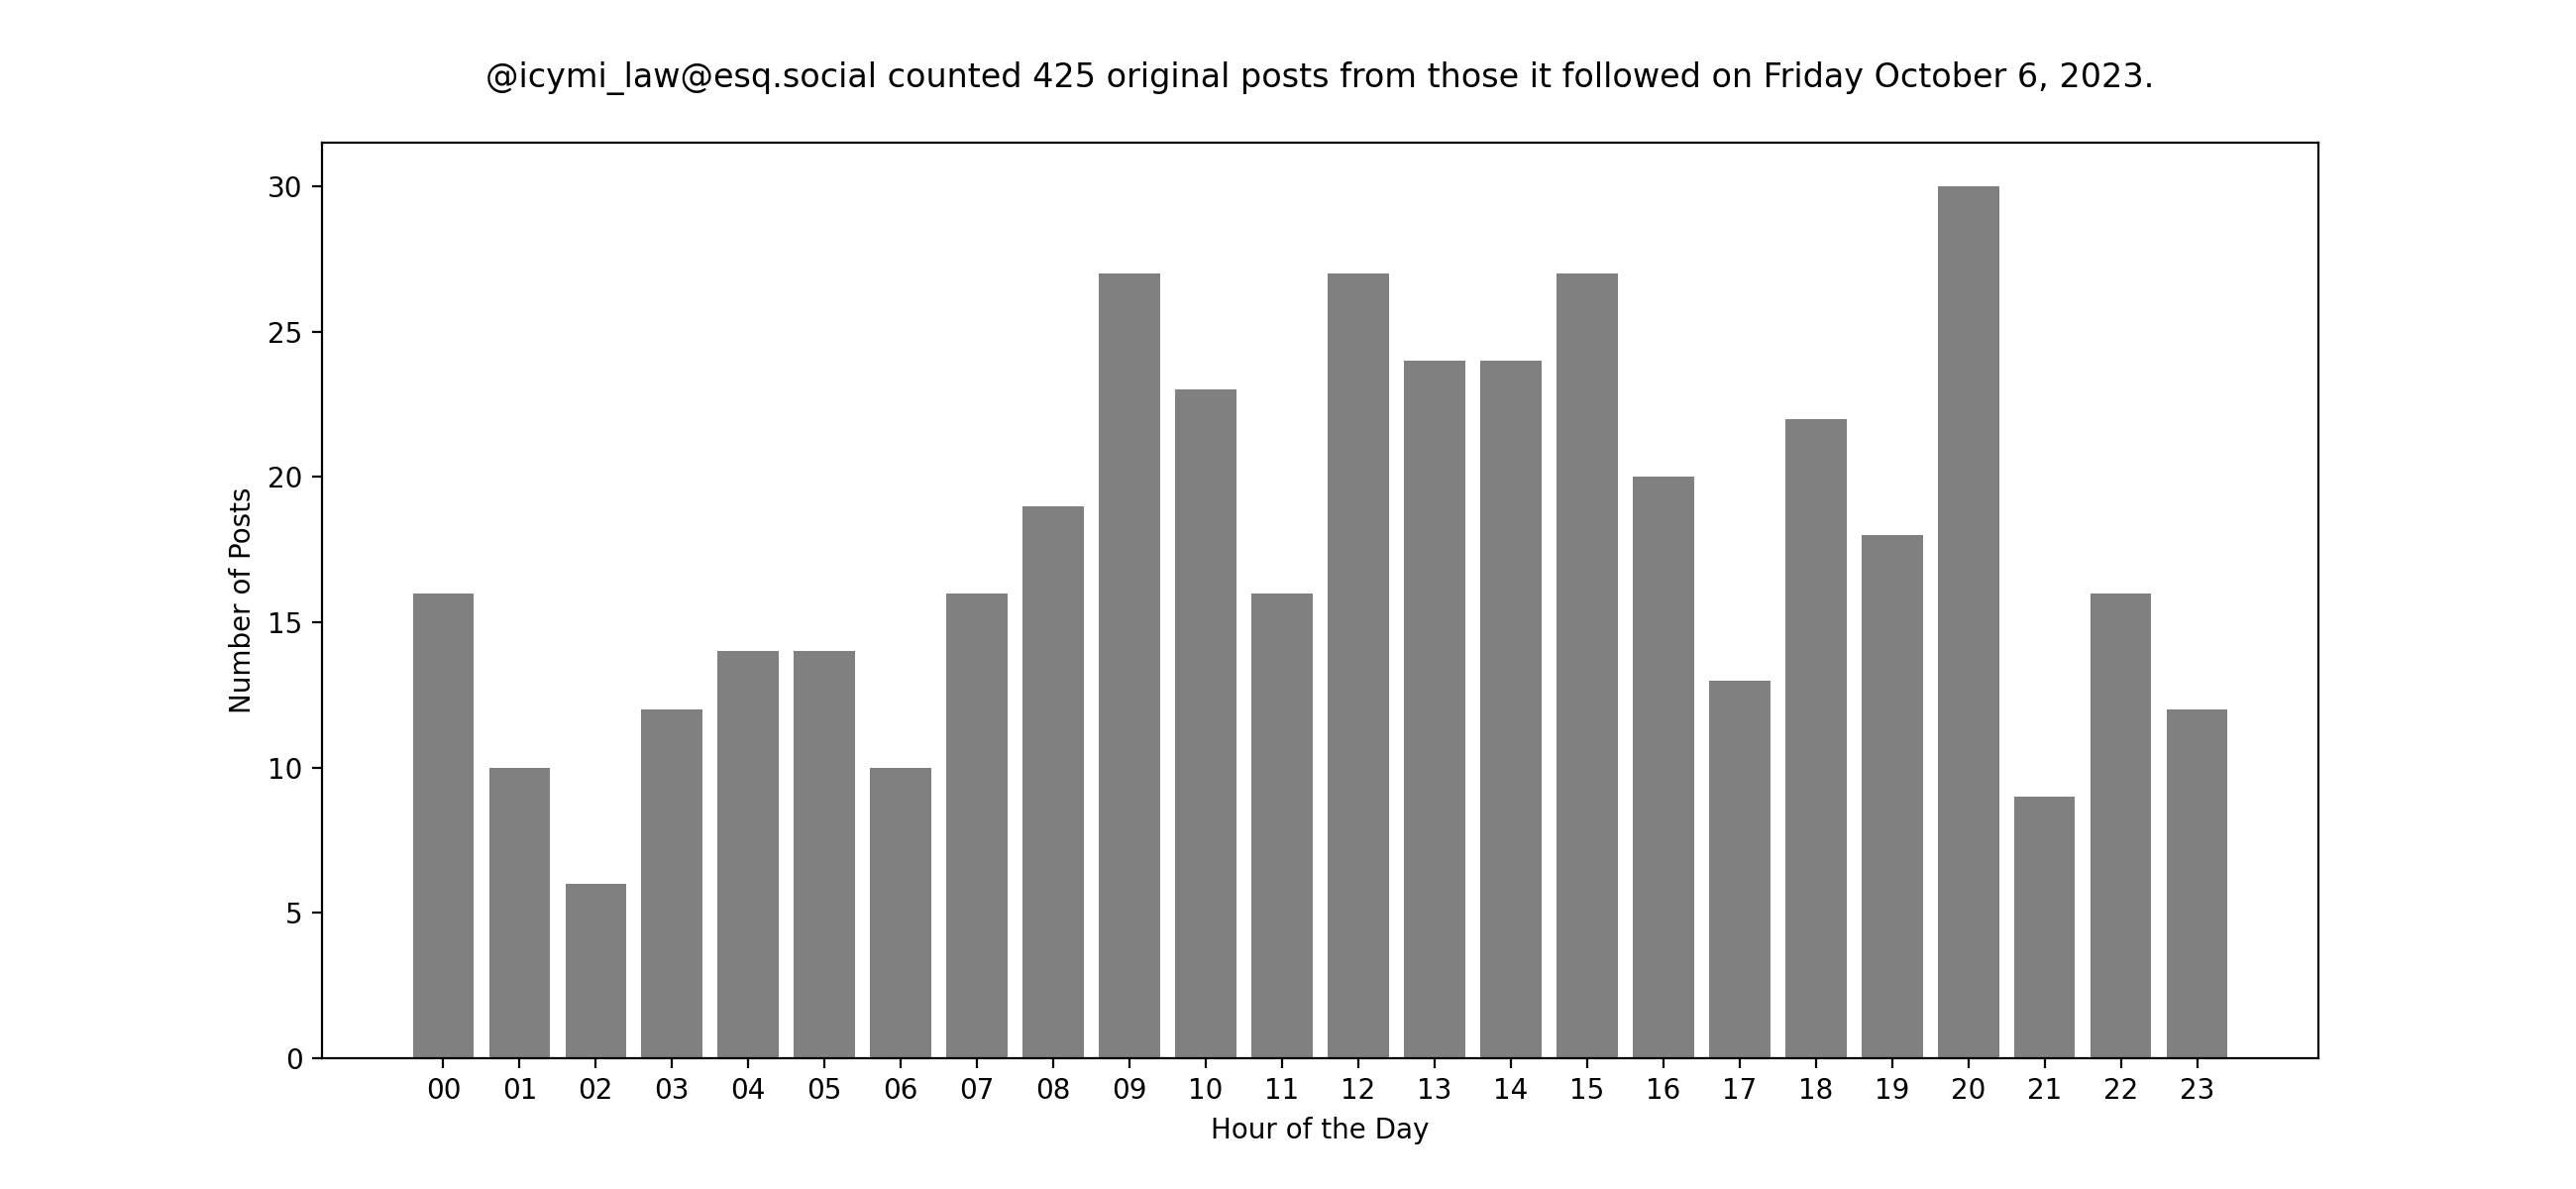 @icymi_law@esq.social counted 425 original posts from those it followed on Friday October 6, 2023.
30
25
20
15
10
5
0
Number of Posts
00 01 02 03 04 05 06 07 08 09 10 11 12 13 14 15 16 17 18 19 20 21 22 23
Hour of the Day